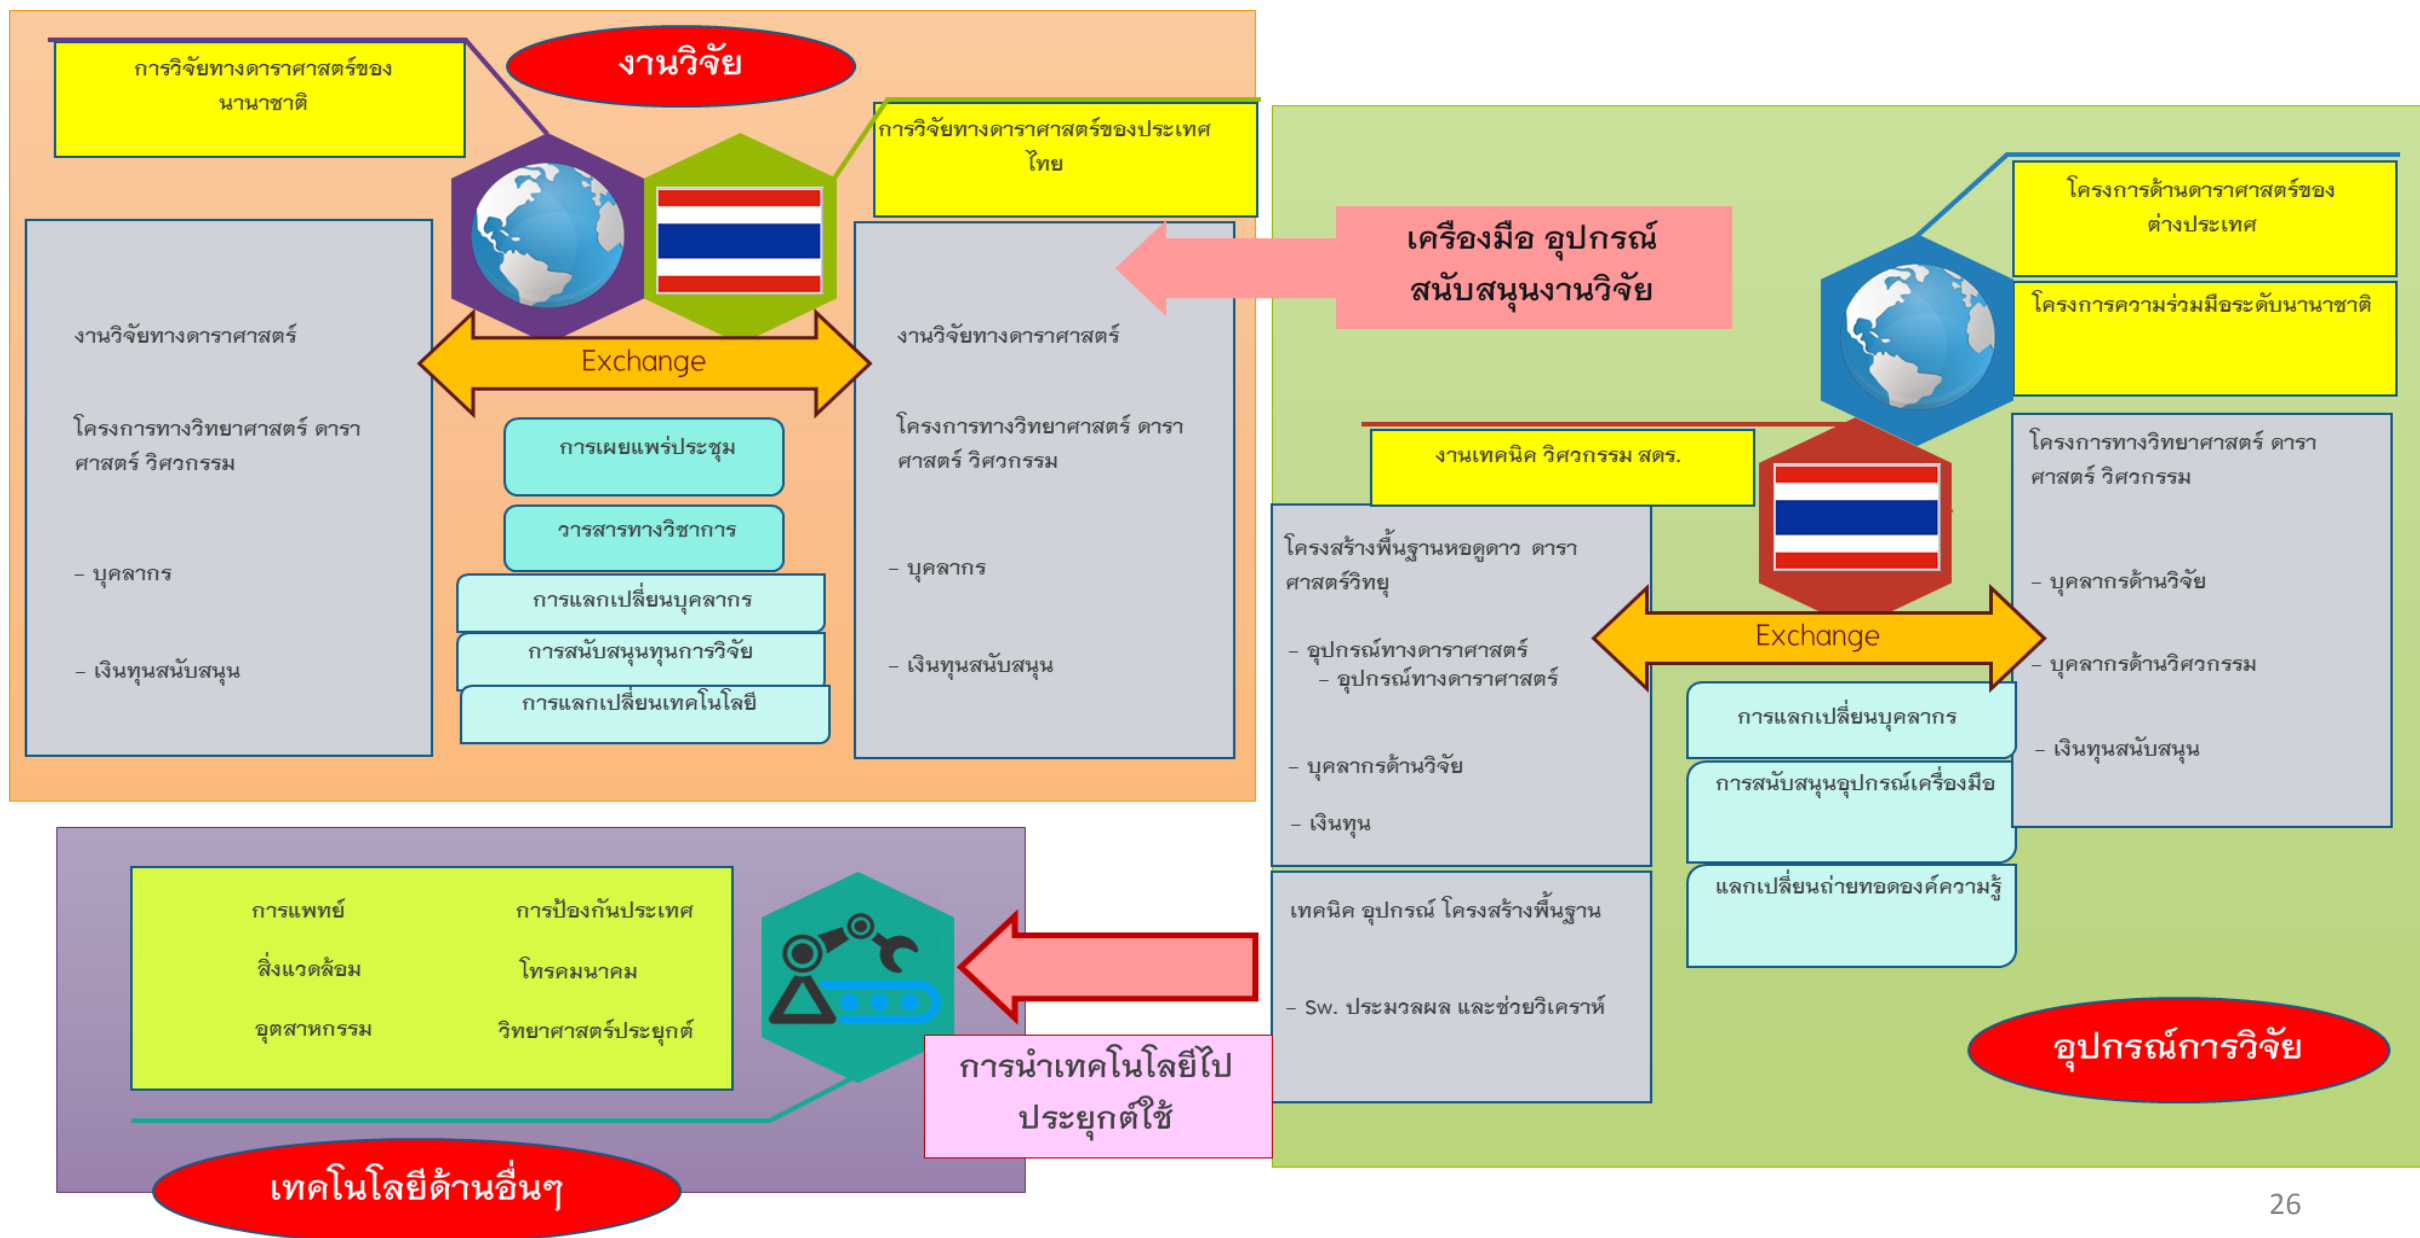 งานวิจัย
การวิจัยทางดาราศาสตร์ของ
นานาชาติ
การวิจัยทางดาราศาสตร์ของประเทศ
ไทย
งานวิจัยทางดาราศาสตร์
โครงการทางวิทยาศาสตร์ ดารา
ศาสตร์ วิศวกรรม
– บุคลากร
– เงินทุนสนับสนุน
Exchange
การเผยแพร่ประชุม
วารสารทางวิชาการ
การแลกเปลี่ยนบุคลากร
การสนับสนุนทุนการวิจัย
การแลกเปลี่ยนเทคโนโลยี
งานวิจัยทางดาราศาสตร์
โครงการทางวิทยาศาสตร์ ดารา
ศาสตร์ วิศวกรรม
– บุคลากร
– เงินทุนสนับสนุน
เครืองมือ อุปกรณ์
สนับสนุนงานวิจัย
โครงการด้านดาราศาสตร์ของ
ต่างประเทศ
โครงการความร่วมมือระดับนานาชาติ
งานเทคนิค วิศวกรรม สดร.
โครงสร้างพื้นฐานหอดูดาว ดารา
ศาสตร์วิทยุ
– อุปกรณ์ทางดาราศาสตร์
– อุปกรณ์ทางดาราศาสตร์
– บุคลากรด้านวิจัย
– เงินทุน
เทคนิค อุปกรณ์ โครงสร้างพื้นฐาน
– Sw. ประมวลผล และช่วยวิเคราห์
Exchange
การแลกเปลี่ยนบุคลากร
การสนับสนุนอุปกรณ์เครื่องมือ
แลกเปลี่ยนถ่ายทอดองค์ความรู้
โครงการทางวิทยาศาสตร์ ดารา
ศาสตร์ วิศวกรรม
– บุคลากรด้านวิจัย
– บุคลากรด้านวิศวกรรม
– เงินทุนสนับสนุน
อุปกรณ์การวิจัย
การแพทย์ การป้องกันประเทศ
สิ่งแวดล้อม โทรคมนาคม
อุตสาหกรรม วิทยาศาสตร์ประยุกต์
การนำเทคโนโลยีไป
ประยุกต์ใช้
เทคโนโลยีด้านอื่นๆ
26